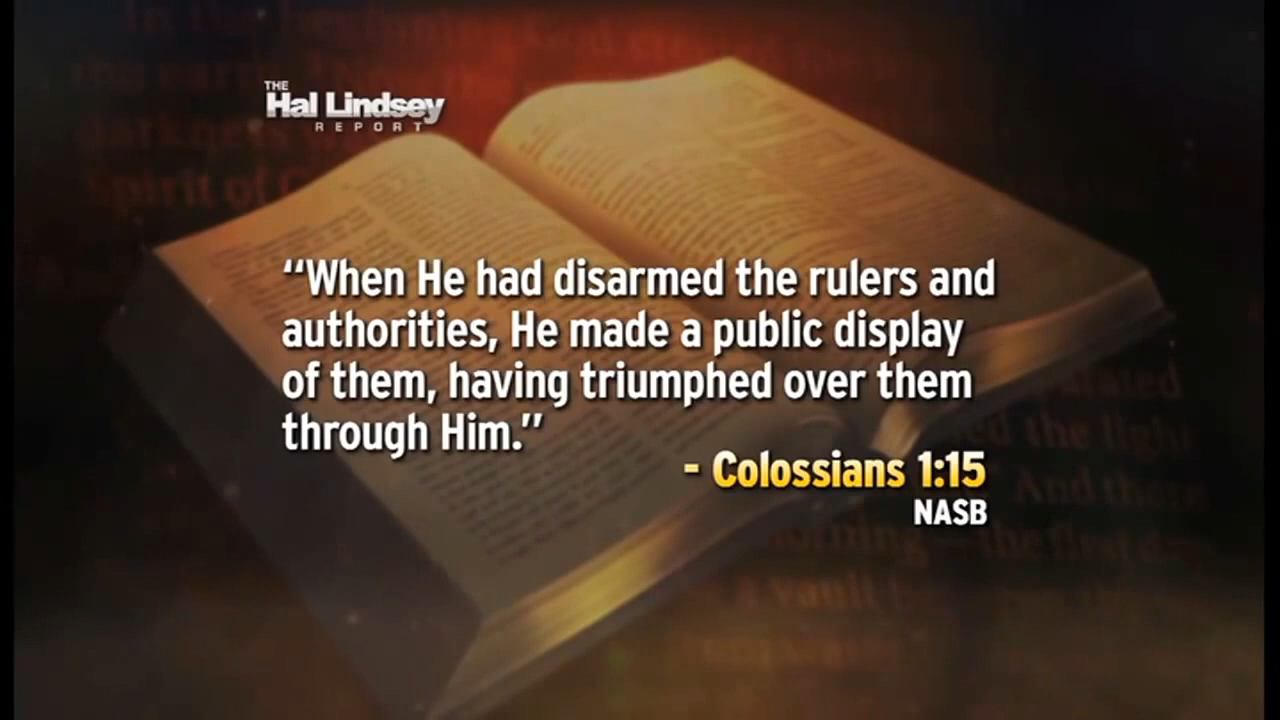 THE
Hal Lindsey
REPORT
“When He had disarmed the rulers and
authorities, He made a public display
of them, having triumphed over them
through Him.”
- Colossians 1:15
NASB